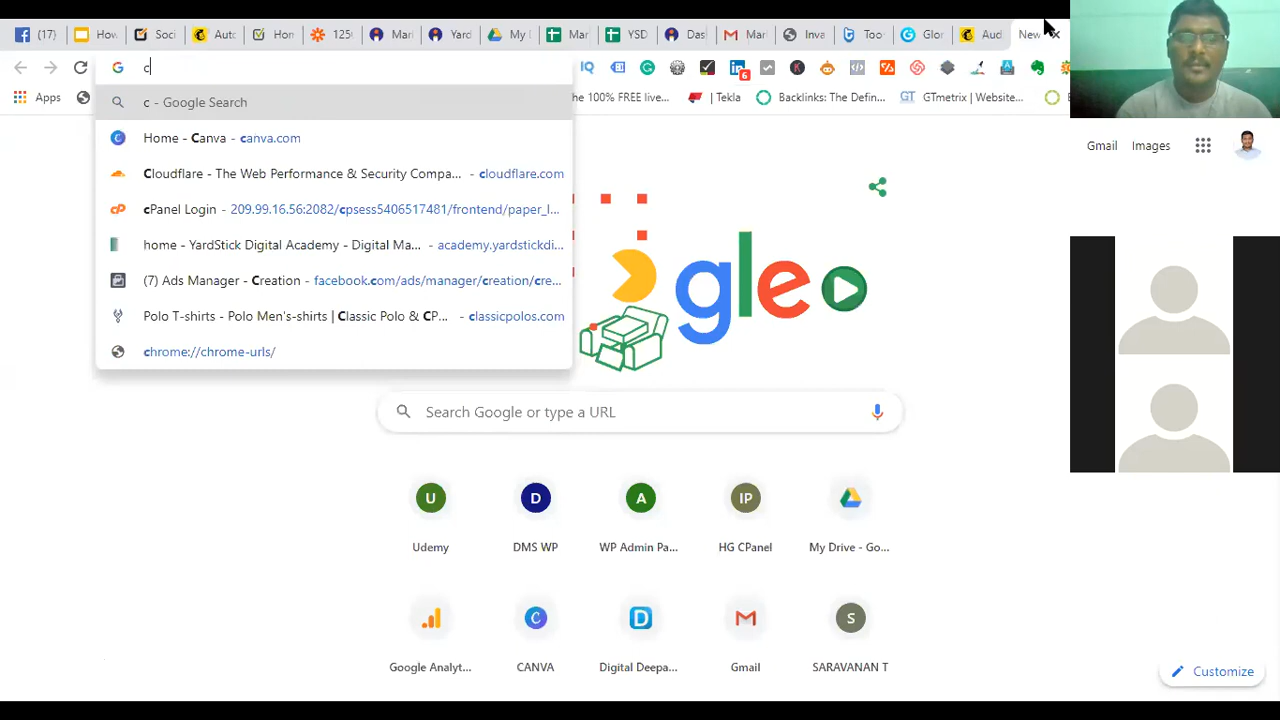 (17) How Soci Auto Hon 125 Mar Yard My D Mar YSD Das Mar Inva Too Glor Aud New
c 6
Apps he 100% FREE live... | Tekla Backlinks: The Defin... GTmetrix | Website...
c - Google Search
Home - Canva - canva.com
Cloudflare - The Web Performance & Security Compa... - cloudflare.com
cPanel Login - 209.99.16.56:2082/cpsess5406517481/frontend/paper_l...
home - YardStick Digital Academy - Digital Ma... - academy.yardstickdi...
(7) Ads Manager - Creation - facebook.com/ads/manager/creation/cre...
Polo T-shirts - Polo Men's-shirts | Classic Polo & CP... - classicpolos.com
chrome://chrome-urls/
Gmail Images
gle
Search Google or type a URL
U D A IP
Udemy DMS WP WP Admin Pa... HG CPanel My Drive - Go...
C D S
Google Analyt... CANVA Digital Deepa... Gmail SARAVANAN T
Customize